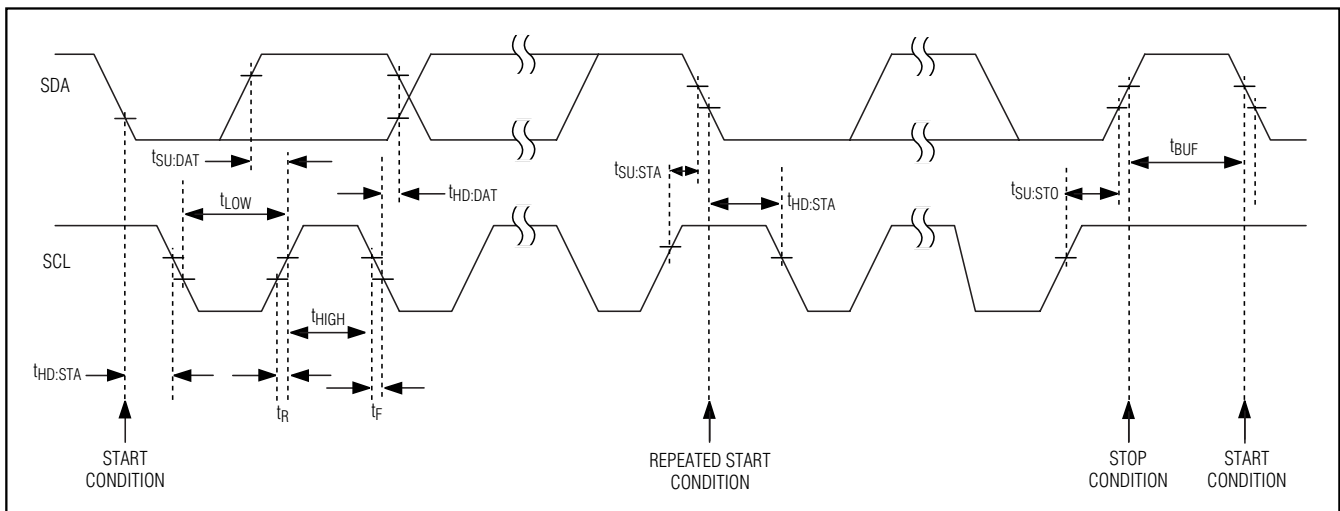 SDA
tSU:DAT
tHD:DAT
tLOW
tSU:STA
tHD:STA
tSU:STO
tBUF
SCL
tHIGH
tHD:STA
tR
tF
START
CONDITION
REPEATED START
CONDITION
STOP
CONDITION
START
CONDITION